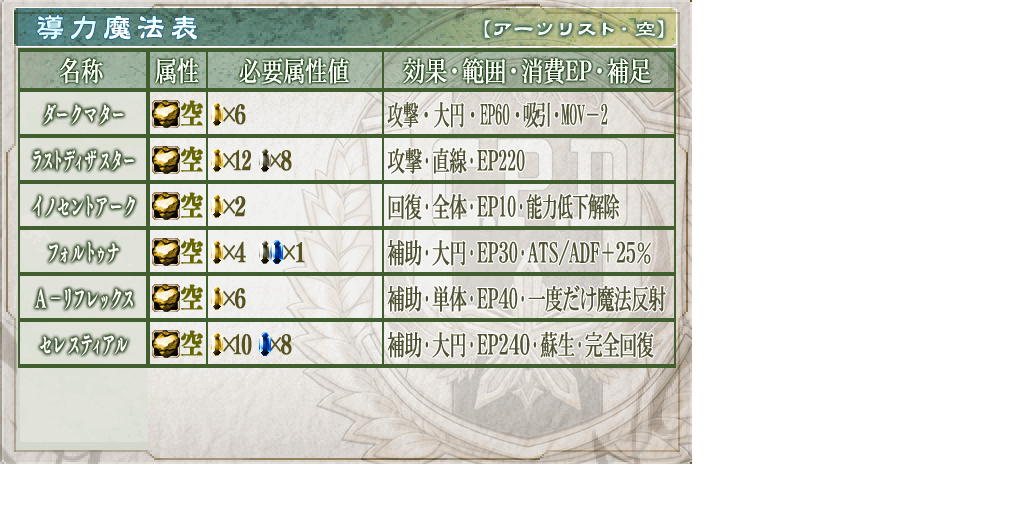 導力魔法表 【アーツリスト・空】
名称 属性 必要属性値 効果・範囲・消費EP・補足
ダークマター 空 ×6 攻撃・大円・EP60・吸引・MOV－2
ラストディザスター 空 ×12 ×8 攻撃・直線・EP220
イノセントアーク 空 ×2 回復・全体・EP10・能力低下解除
フォルトゥナ 空 ×4 ×1 補助・大円・EP30・ATS/ADF＋25％
A－リフレックス 空 ×6 補助・単体・EP40・一度だけ魔法反射
セレスティアル 空 ×10 ×8 補助・大円・EP240・蘇生・完全回復